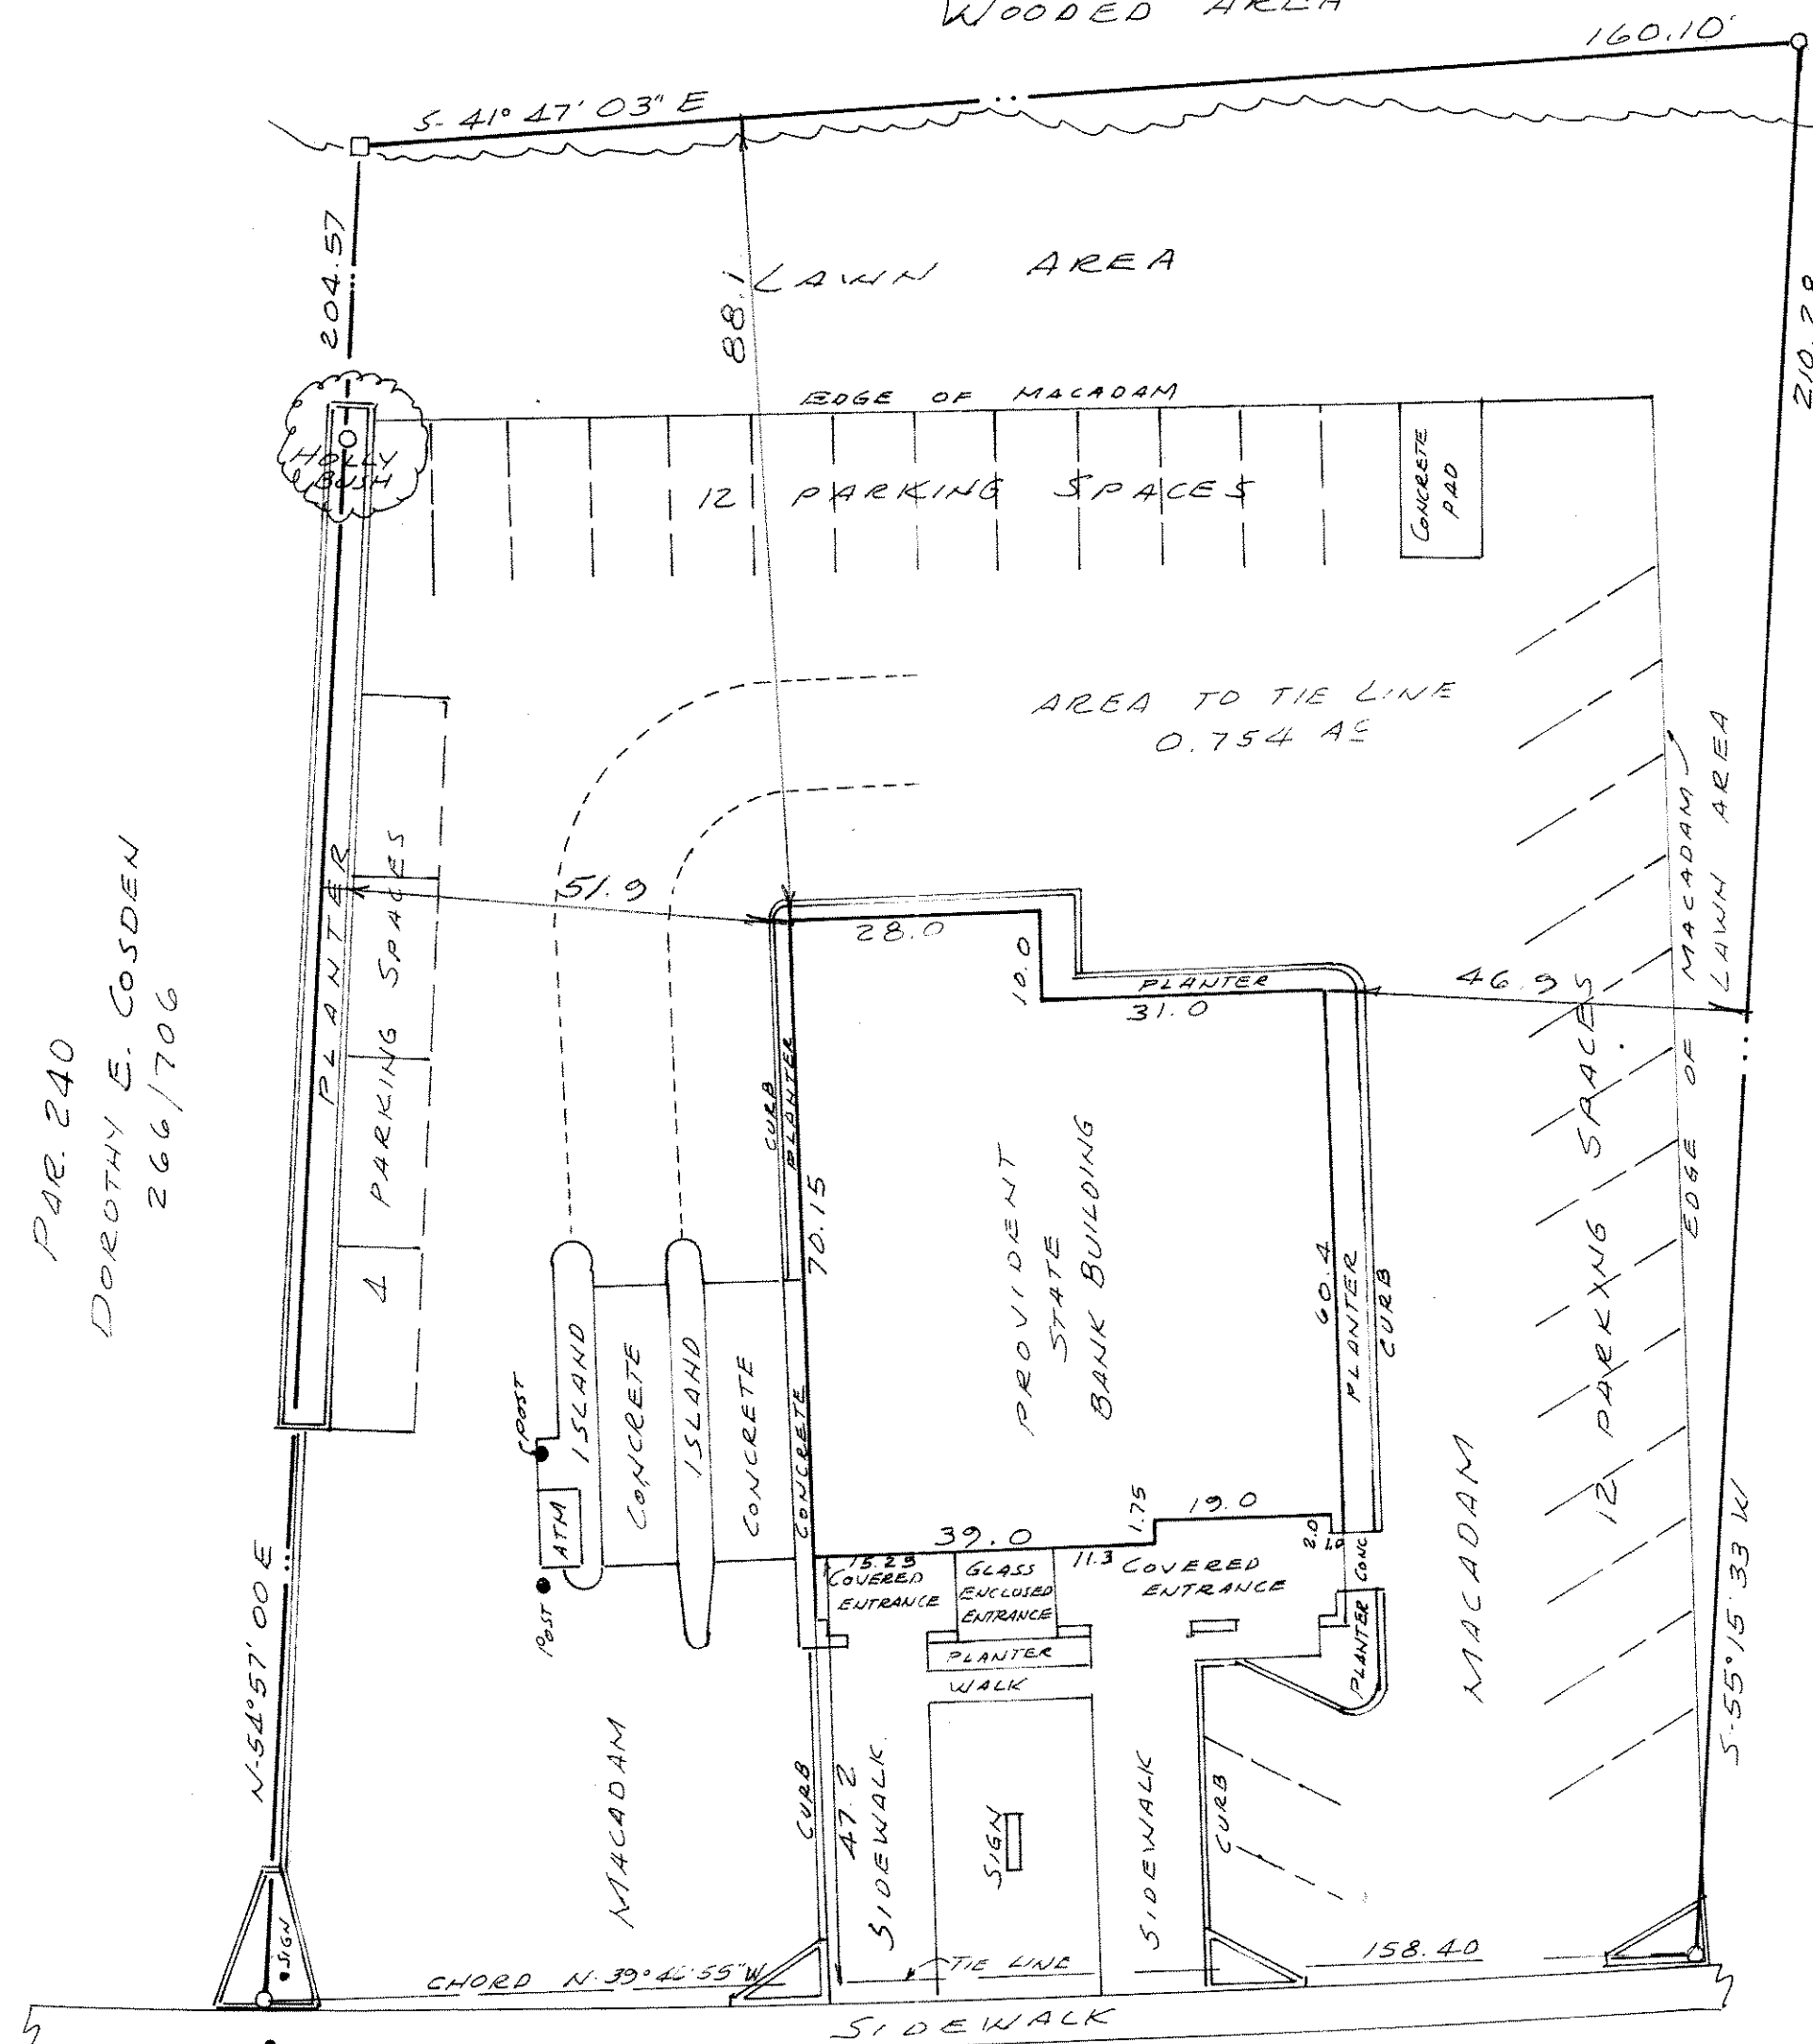 WOODED AREA
160.10'
S-41° 47' 03" E
204.57
LAWN AREA
88.1
EDGE OF MACADAM
HOLLY
BUSH
12 PARKING SPACES
CONCRETE
PAD
AREA TO TIE LINE
0.754 AC
PLANTER
4 PARKING SPACES
51.9
28.0
10.0
PLANTER
31.0
46.9
EDGE OF MACADAM
LAWN AREA
PAR. 240
DOROTHY E. COSDEN
266/706
CURB
PLANTER
70.15
PROVIDENT
STATE
BANK BUILDING
60.4
PLANTER
CURB
12 PARKING SPACES
POST
ISLAND
CONCRETE
ISLAND
CONCRETE
CONCRETE
ATM
POST
39.0
1.75
19.0
2.0
15.29
11.3
COVERED
ENTRANCE
GLASS
ENCLOSED
ENTRANCE
COVERED
ENTRANCE
CONC
PLANTER
PLANTER
WALK
MACADAM
S-55° 15' 33 W
N-54° 57' 00 E
MACADAM
CURB
47.2
SIDEWALK
SIGN
SIDEWALK
CURB
SIGN
TIE LINE
158.40
CHORD
SIDEWALK